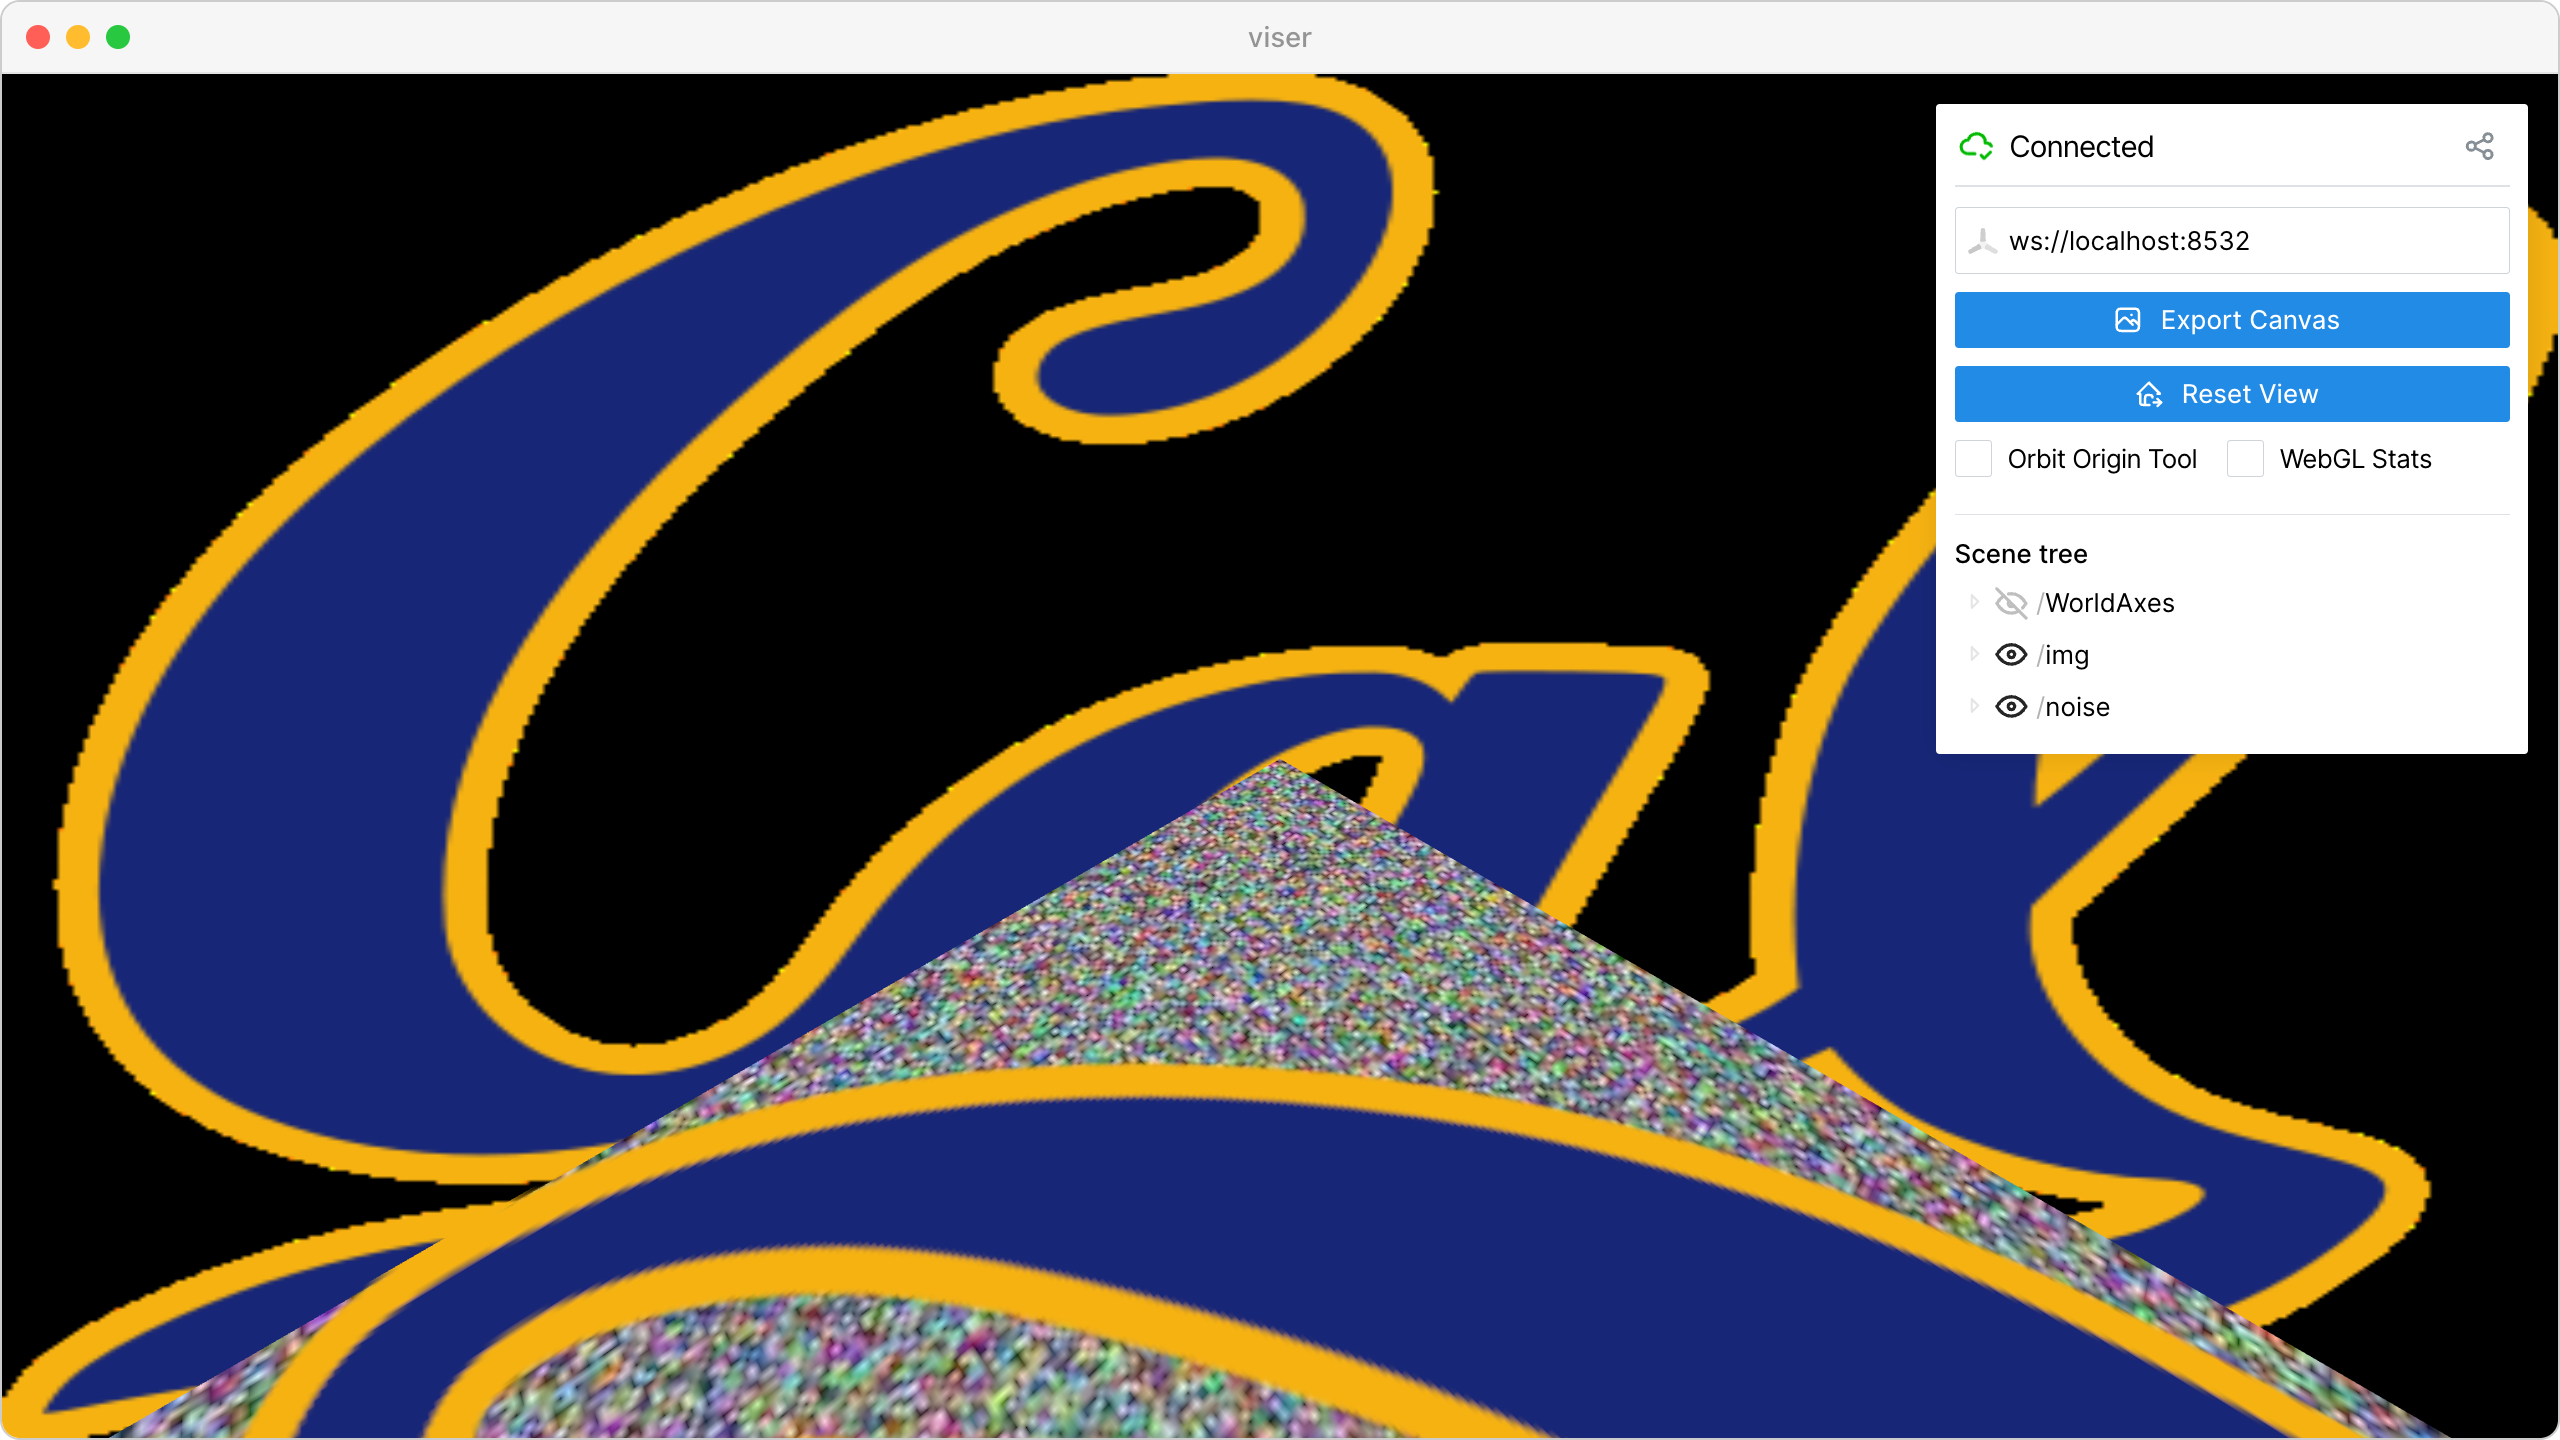 viser
Connected
ws://localhost:8532
Export Canvas
Reset View
Orbit Origin Tool WebGL Stats
Scene tree
/WorldAxes
/img
/noise
Cal